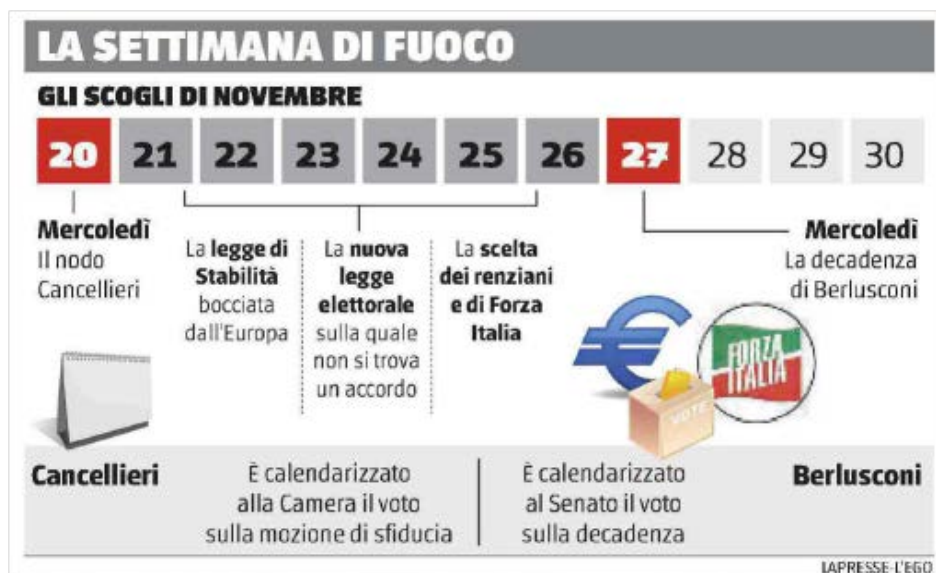 LA SETTIMANA DI FUOCO
GLI SCOGLI DI NOVEMBRE
20 21 22 23 24 25 26 27 28 29 30
Mercoledì
Il nodo
Cancellieri
La legge di
Stabilità
bocciata
dall'Europa
La nuova
legge
elettorale
sulla quale
non si trova
un accordo
La scelta
dei renziani
e di Forza
Italia
Mercoledì
La decadenza
di Berlusconi
FORZA
ITALIA
VOTE
Cancellieri
È calendarizzato
alla Camera il voto
sulla mozione di sfiducia
È calendarizzato
al Senato il voto
sulla decadenza
Berlusconi
LAPRESSE-L'EGO